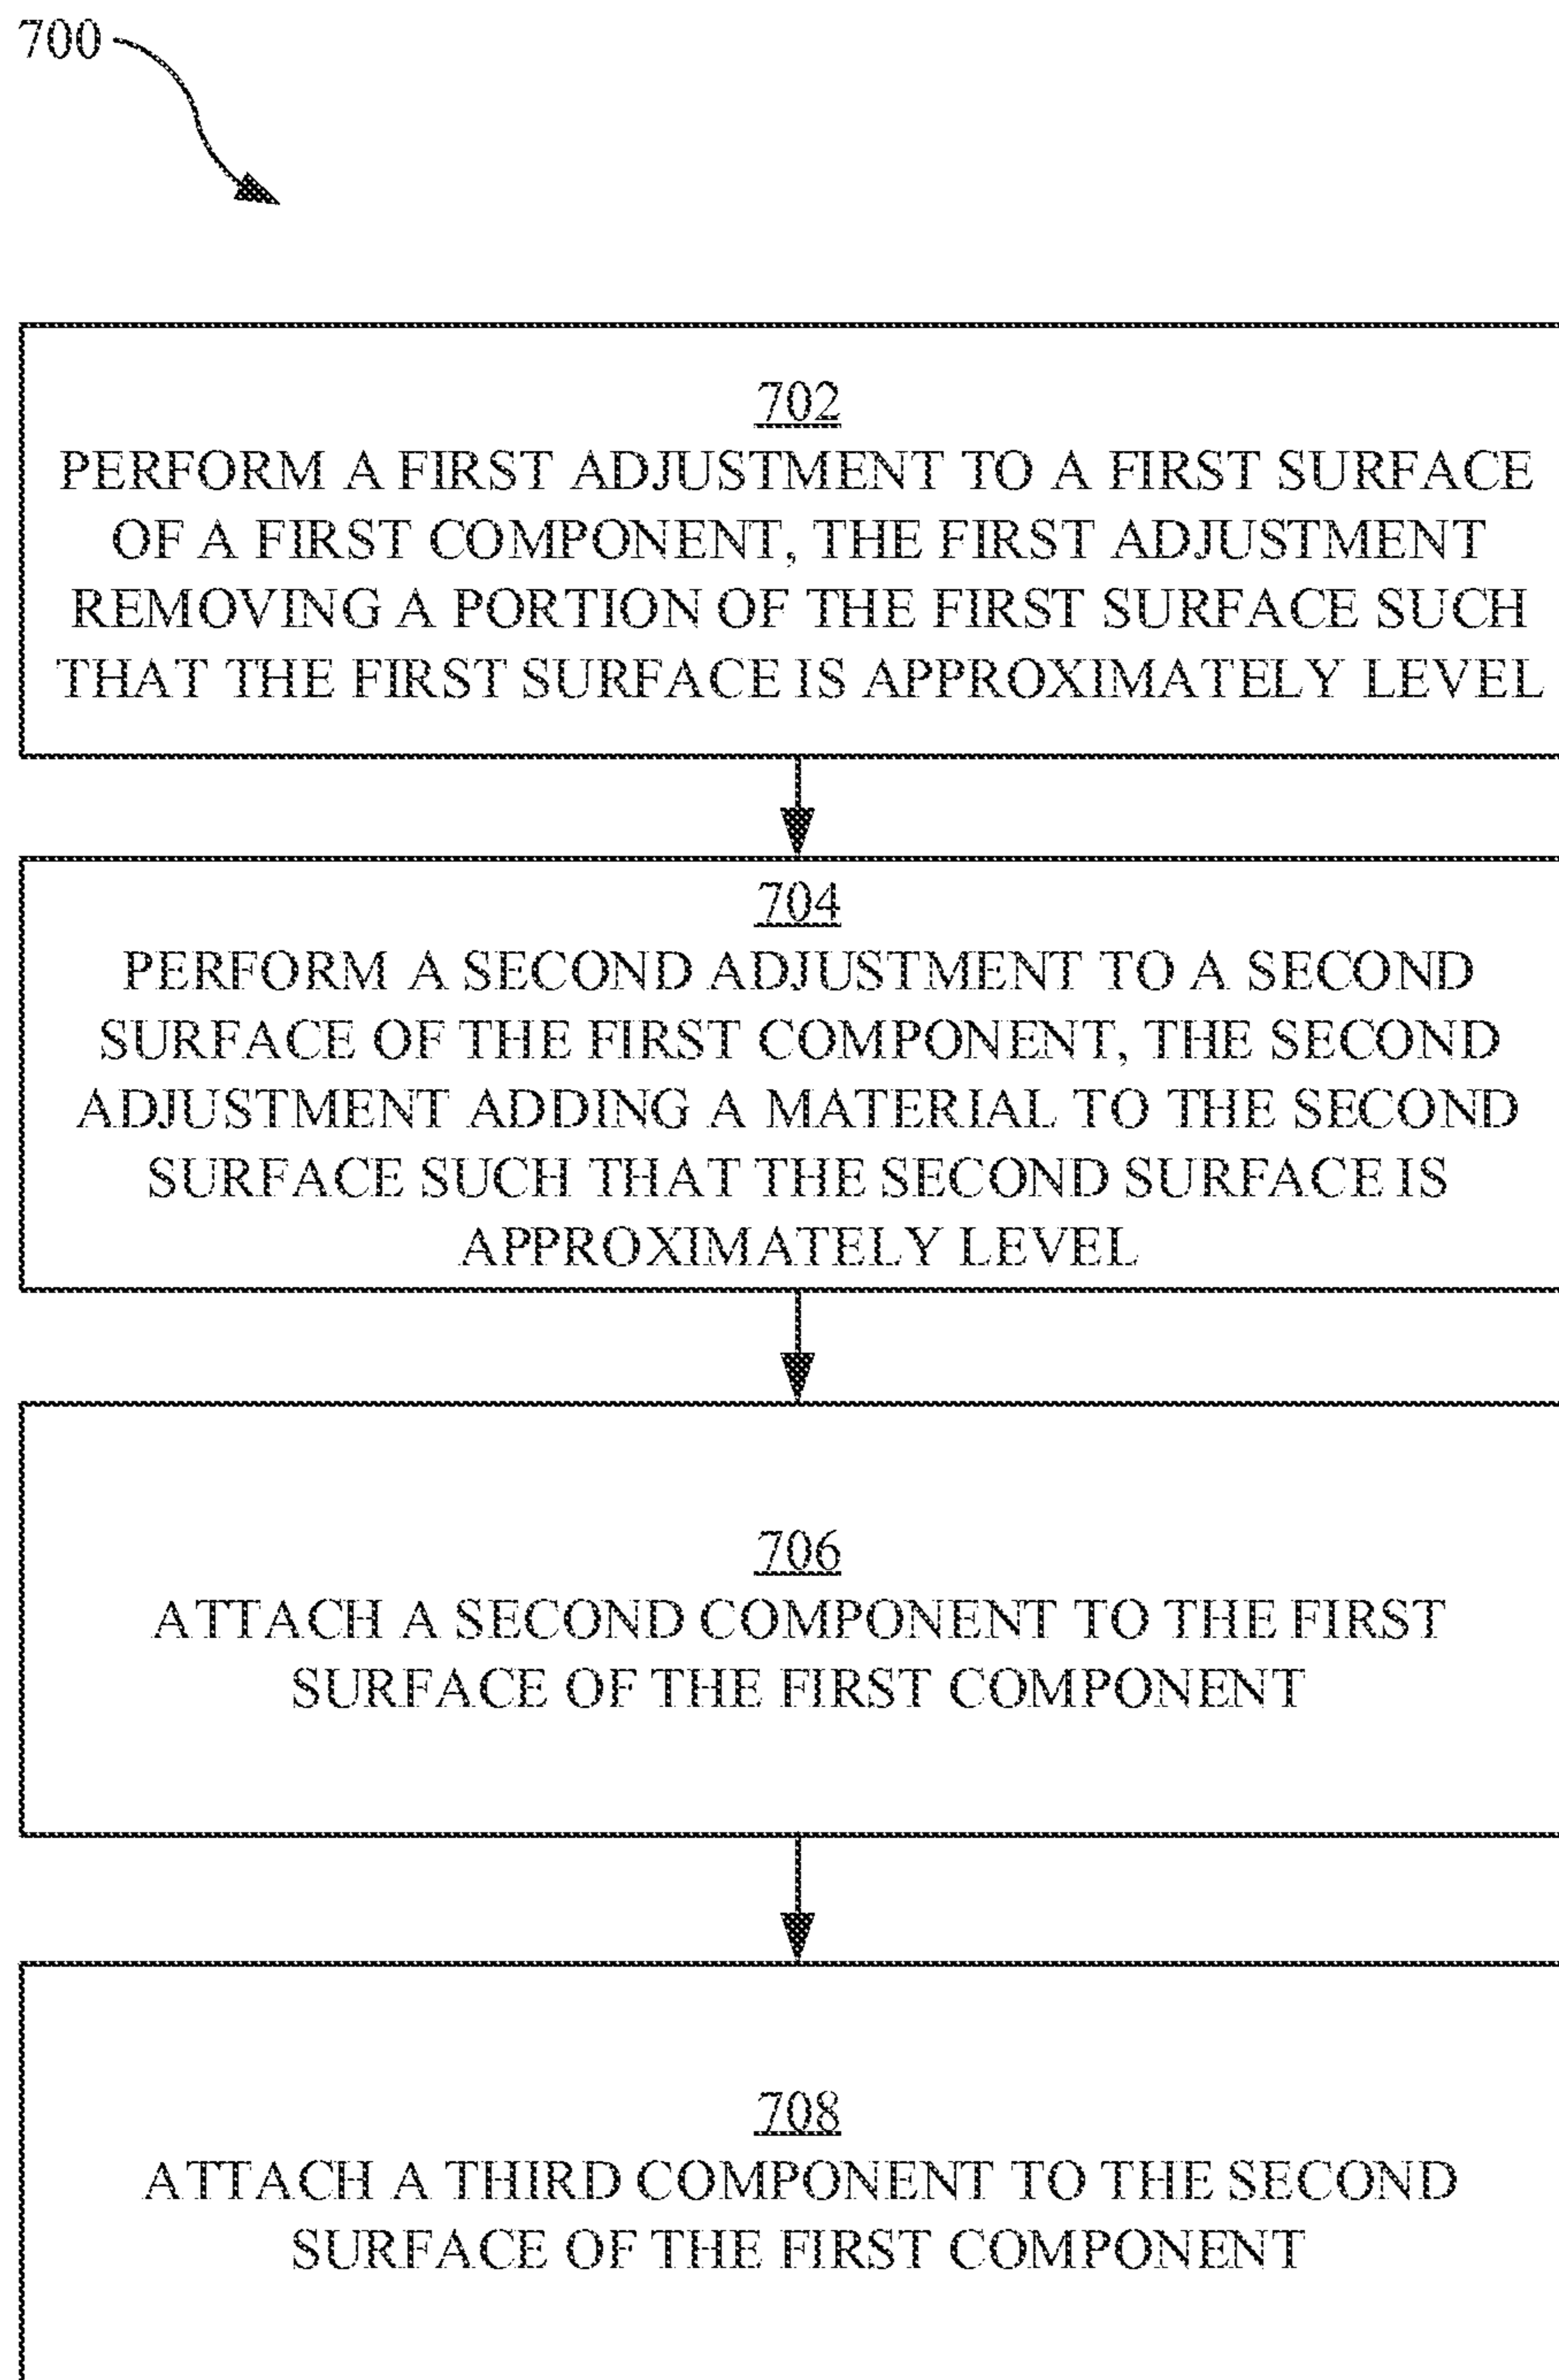 700
702
PERFORM A FIRST ADJUSTMENT TO A FIRST SURFACE
OF A FIRST COMPONENT, THE FIRST ADJUSTMENT
REMOVING A PORTION OF THE FIRST SURFACE SUCH
THAT THE FIRST SURFACE IS APPROXIMATELY LEVEL
704
PERFORM A SECOND ADJUSTMENT TO A SECOND
SURFACE OF THE FIRST COMPONENT, THE SECOND
ADJUSTMENT ADDING A MATERIAL TO THE SECOND
SURFACE SUCH THAT THE SECOND SURFACE IS
APPROXIMATELY LEVEL
706
ATTACH A SECOND COMPONENT TO THE FIRST
SURFACE OF THE FIRST COMPONENT
708
ATTACH A THIRD COMPONENT TO THE SECOND
SURFACE OF THE FIRST COMPONENT